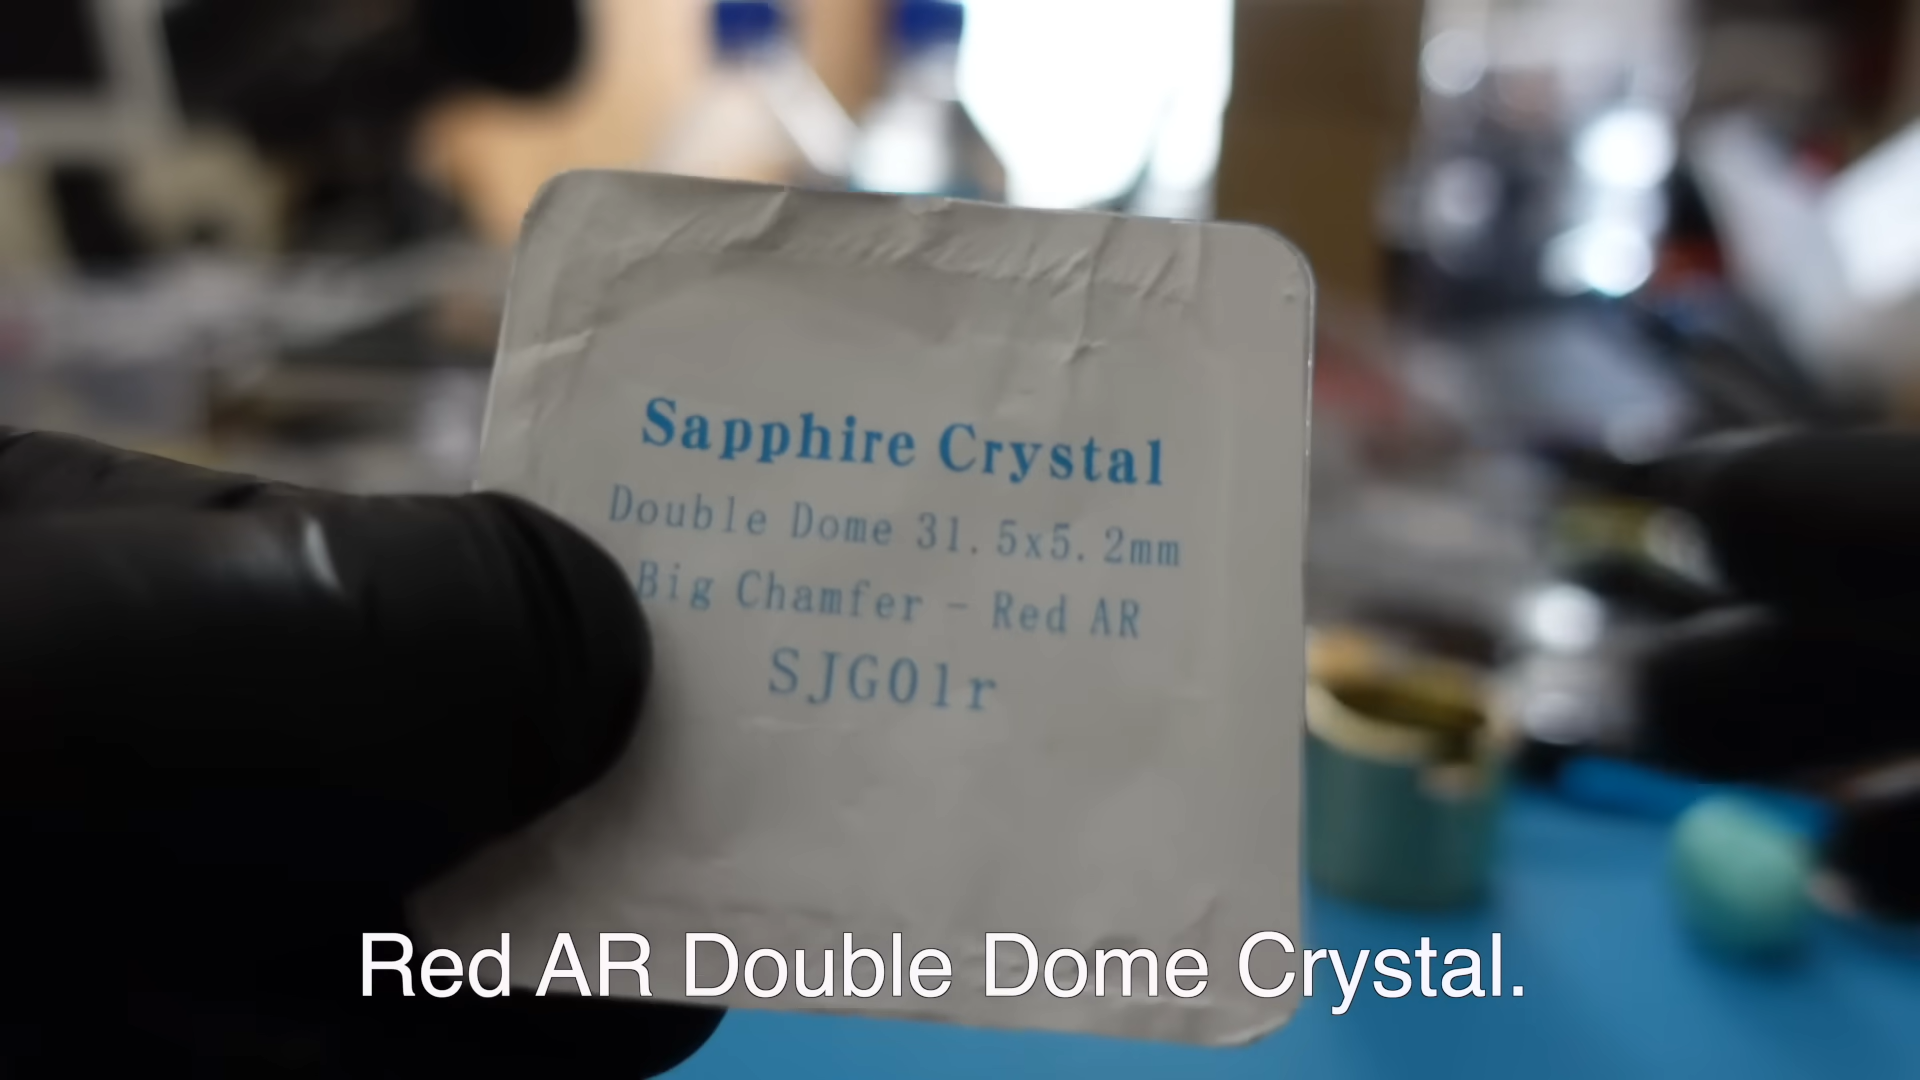 Sapphire Crystal
Double Dome 31.5x5.2mm
Big Chamfer - Red AR
SJG01r
Red AR Double Dome Crystal.